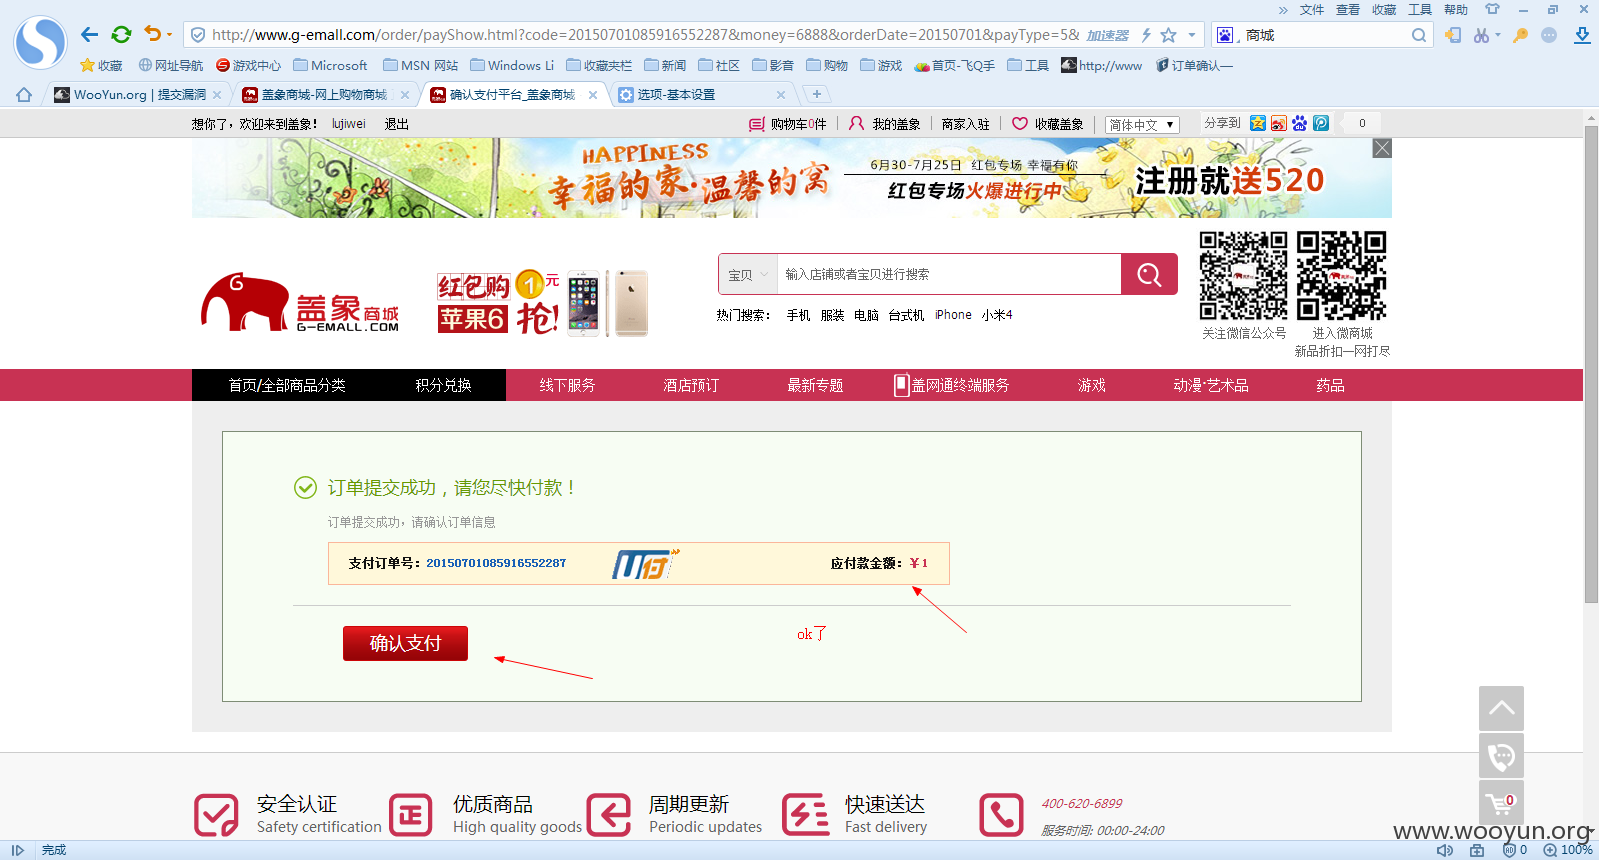 » 文件 查看 收藏 工具 帮助
http://www.g-emall.com/order/payShow.html?code=20150701085916552287&money=6888&orderDate=20150701&payType=5& 加速器
商城
收藏 网址导航 游戏中心 Microsoft MSN 网站 Windows Li 收藏夹栏 新闻 社区 影音 购物 游戏 首页-飞Q手 工具 http://www 订单确认—
WooYun.org | 提交漏洞 盖象商城-网上购物商城 确认支付平台_盖象商城 选项-基本设置
想你了，欢迎来到盖象！ lujiwei 退出 购物车0件 我的盖象 商家入驻 收藏盖象 简体中文 分享到 0
HAPPINESS
幸福的家·温馨的窝
6月30-7月25日 红包专场 幸福有你
红包专场火爆进行中
注册就送520
盖象商城
G-EMALL.COM
红包购1元
苹果6 抢!
宝贝 输入店铺或者宝贝进行搜索
热门搜索： 手机 服装 电脑 台式机 iPhone 小米4
关注微信公众号 进入微商城
新品折扣一网打尽
首页/全部商品分类 积分兑换 线下服务 酒店预订 最新专题 盖网通终端服务 游戏 动漫·艺术品 药品
订单提交成功，请您尽快付款！
订单提交成功，请确认订单信息
支付订单号：20150701085916552287 U付 应付款金额：¥1
ok了
确认支付
安全认证 优质商品 周期更新 快速送达
Safety certification High quality goods Periodic updates Fast delivery
正
400-620-6899
服务时间: 00:00-24:00
0
www.wooyun.org
完成 0 100%